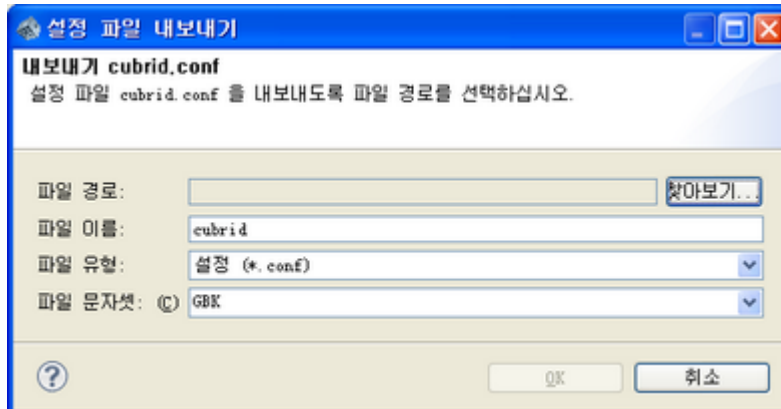 설정 파일 내보내기
내보내기 cubrid.conf
설정 파일 cubrid.conf 을 내보내도록 파일 경로를 선택하십시오.
파일 경로: 찾아보기...
파일 이름: cubrid
파일 유형: 설정 (*.conf)
파일 문자셋: (C) GBK
OK 취소